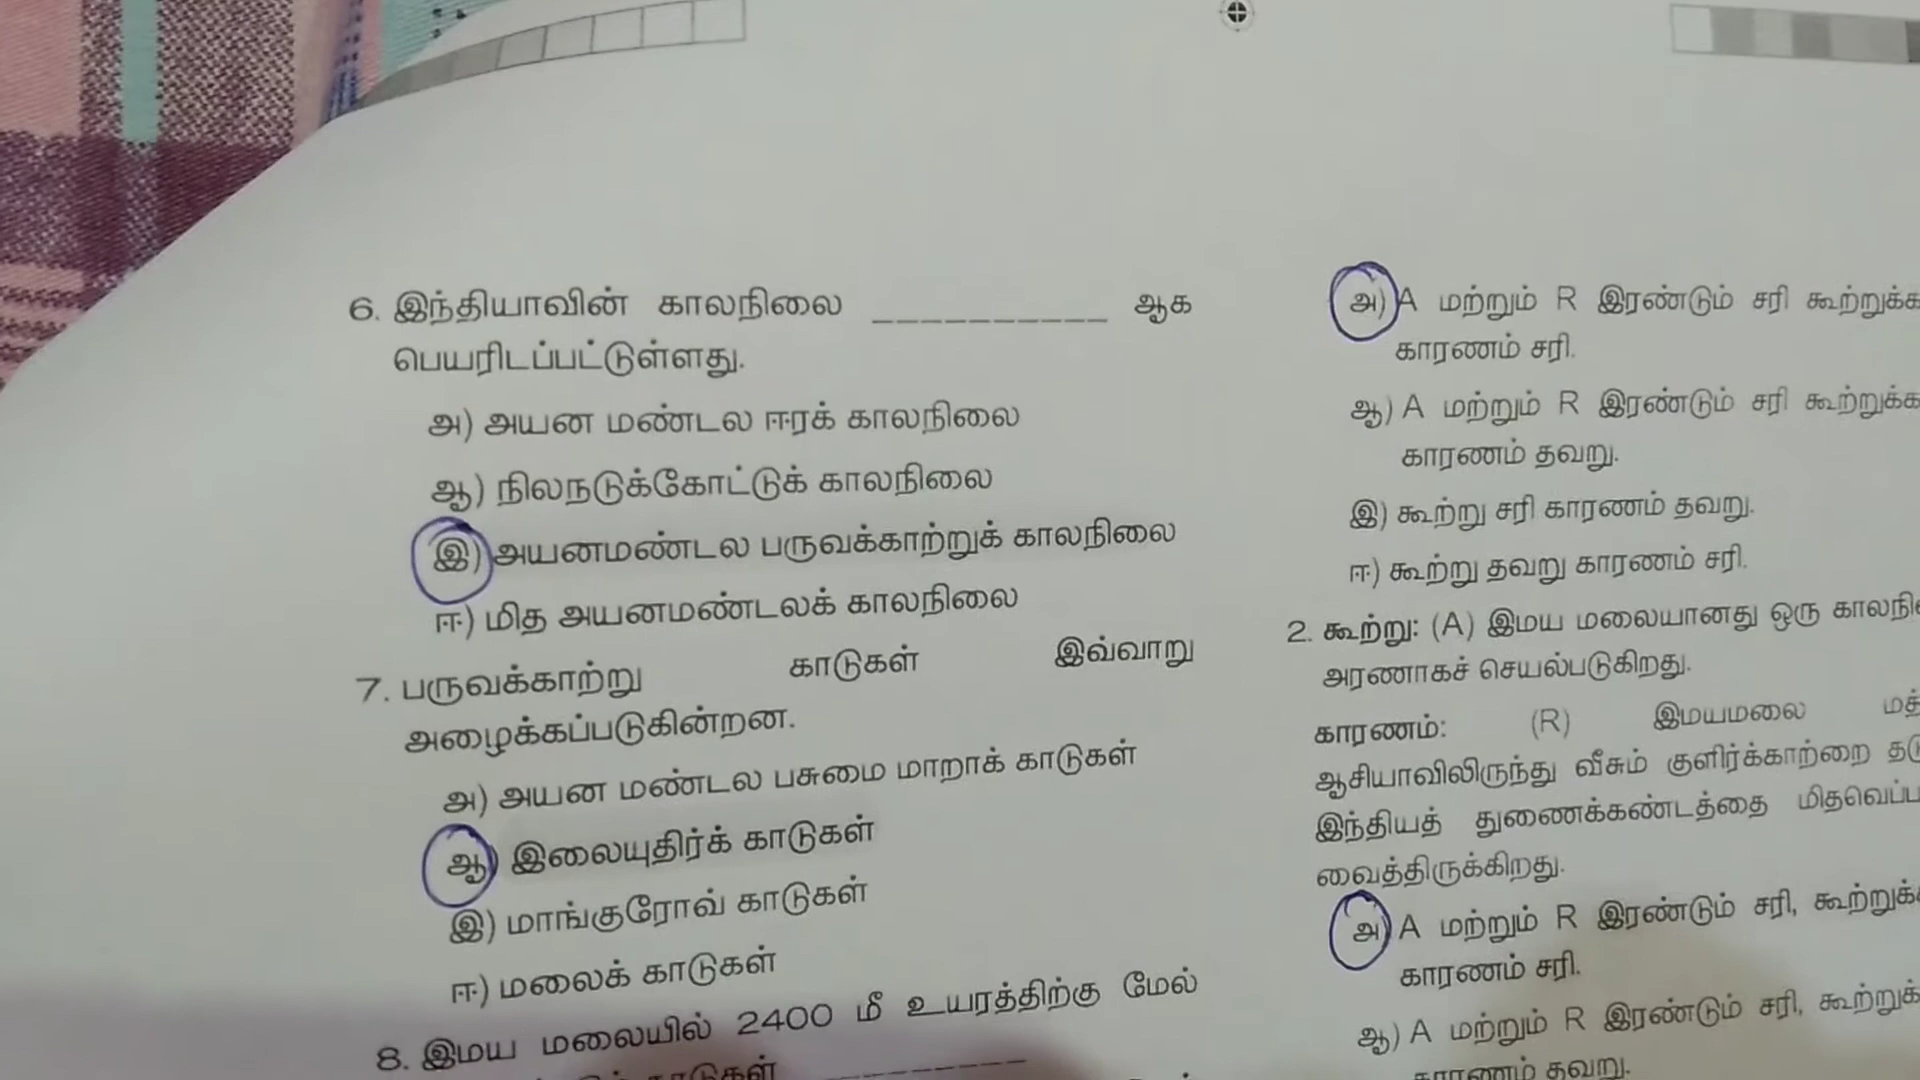 6. இந்தியாவின் காலநிலை __________ ஆக
பெயரிடப்பட்டுள்ளது.
அ) அயன மண்டல ஈரக் காலநிலை
ஆ) நிலநடுக்கோட்டுக் காலநிலை
இ) அயனமண்டல பருவக்காற்றுக் காலநிலை
ஈ) மித அயனமண்டலக் காலநிலை
7. பருவக்காற்று காடுகள் இவ்வாறு
அழைக்கப்படுகின்றன.
அ) அயன மண்டல பசுமை மாறாக் காடுகள்
ஆ) இலையுதிர்க் காடுகள்
இ) மாங்குரோவ் காடுகள்
ஈ) மலைக் காடுகள்
8. இமய மலையில் 2400 மீ உயரத்திற்கு மேல்
அ) A மற்றும் R இரண்டும் சரி
காரணம் சரி.
ஆ) A மற்றும் R இரண்டும் சரி
காரணம் தவறு.
இ) கூற்று சரி காரணம் தவறு.
ஈ) கூற்று தவறு காரணம் சரி.
2. கூற்று: (A) இமய மலையானது ஒரு
அரணாகச் செயல்படுகிறது.
காரணம்: (R) இமயமலை
ஆசியாவிலிருந்து வீசும் குளிர்க்காற்றை
இந்தியத் துணைக்கண்டத்தை
வைத்திருக்கிறது.
அ) A மற்றும் R இரண்டும் சரி,
காரணம் சரி.
ஆ) A மற்றும் R இரண்டும் சரி,
காரணம் தவறு.